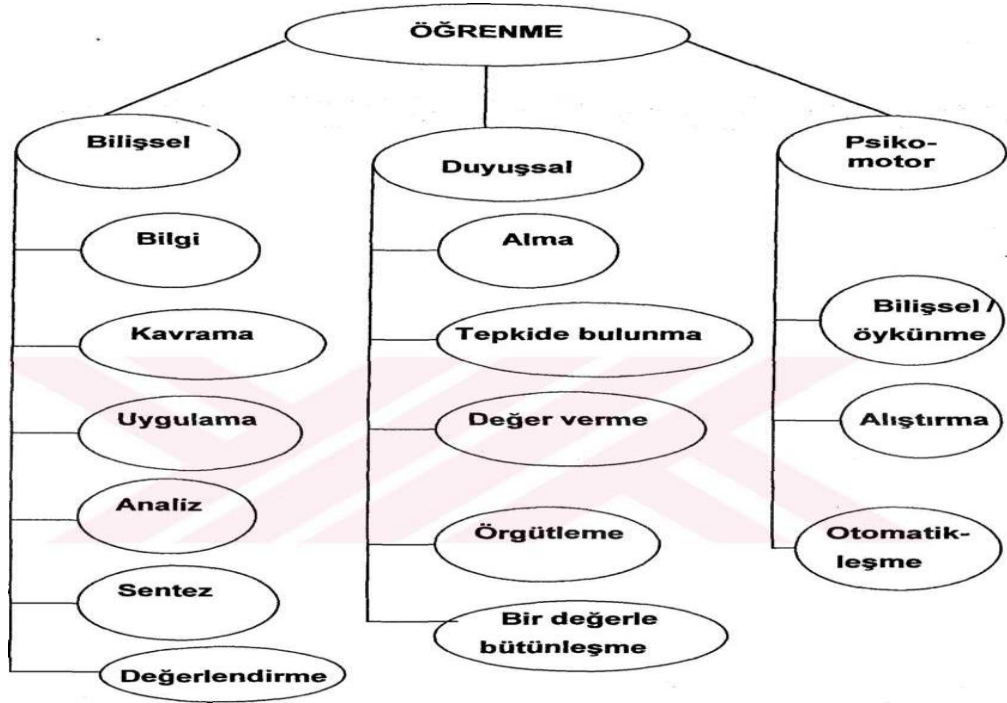 ÖĞRENME
Bilişsel
Bilgi
Kavrama
Uygulama
Analiz
Sentez
Değerlendirme
Duyuşsal
Alma
Tepkide bulunma
Değer verme
Örgütleme
Bir değerle
bütünleşme
Psiko-
motor
Bilişsel /
öykünme
Alıştırma
Otomatik-
leşme